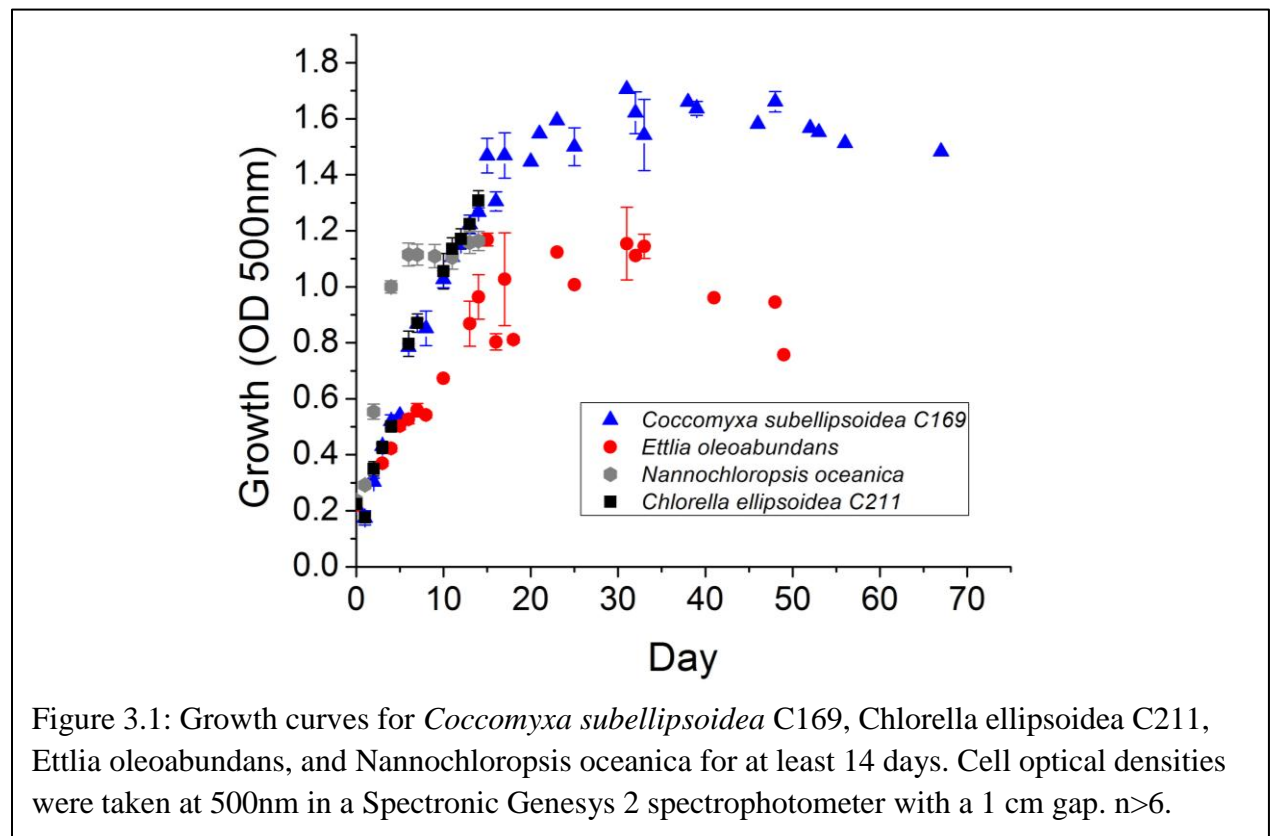 1.8
1.6
1.4
1.2
1.0
0.8
0.6
0.4
0.2
0.0
Growth (OD 500nm)
Coccomyxa subellipsoidea C169
Ettlia oleoabundans
Nannochloropsis oceanica
Chlorella ellipsoidea C211
0 10 20 30 40 50 60 70
Day
Figure 3.1: Growth curves for Coccomyxa subellipsoidea C169, Chlorella ellipsoidea C211,
Ettlia oleoabundans, and Nannochloropsis oceanica for at least 14 days. Cell optical densities
were taken at 500nm in a Spectronic Genesys 2 spectrophotometer with a 1 cm gap. n>6.